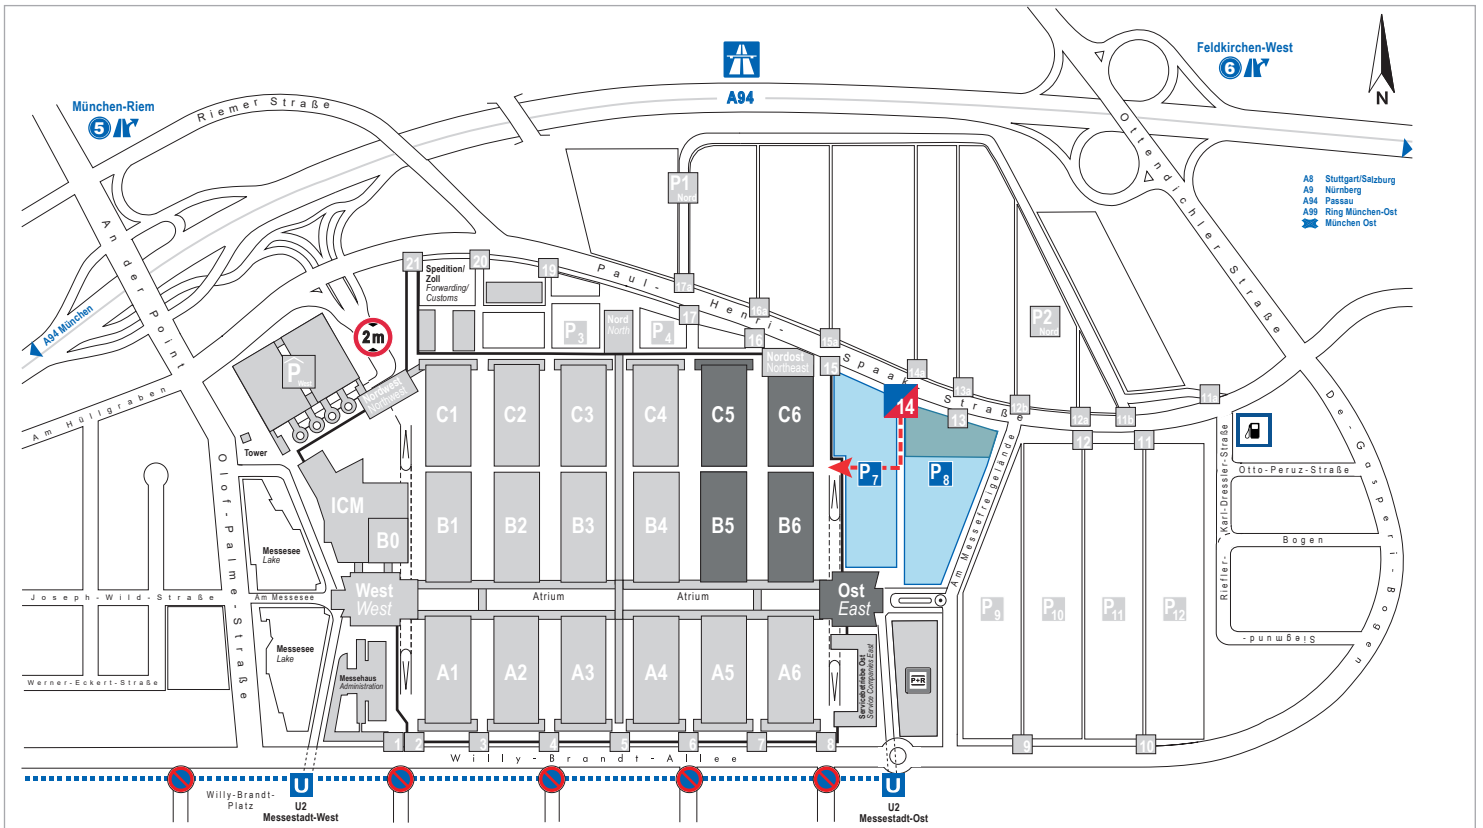 A94
Feldkirchen-West
6
N
München-Riem
5
Riemer Straße
A8 Stuttgart/Salzburg
A9 Nürnberg
A94 Passau
A99 Ring München-Ost
München Ost
Ottendichler Straße
An der Point
A94 München
Am Hüllgraben
P1
Nord
P2
Nord
21
20
19
17a
17
16a
16
15a
15
14a
14
13a
13
12b
12a
12
11b
11a
11
Spedition/
Zoll
Forwarding/
Customs
Paul-Henri-Spaak-Straße
2m
P
West
P3
Nord
North
P4
Nordost
Northeast
Nordwest
Northwest
Tower
C1
C2
C3
C4
C5
C6
P7
P8
ICM
B0
B1
B2
B3
B4
B5
B6
Olof-Palme-Straße
Messesee
Lake
Am Messesee
Joseph-Wild-Straße
West
West
Atrium
Atrium
Ost
East
Am Messefreigelände
P9
P10
P11
P12
Karl-Dressler-Straße
Otto-Peruz-Straße
Riefler-
Bogen
Siegmund-
De-Gasperi-Bogen
Messesee
Lake
Messehaus
Administration
Werner-Eckert-Straße
A1
A2
A3
A4
A5
A6
Servicebetriebe Ost
Service Companies East
P+R
1
2
3
4
5
6
7
8
9
10
Willy-Brandt-Allee
Willy-Brandt-
Platz
U
U2
Messestadt-West
U
U2
Messestadt-Ost